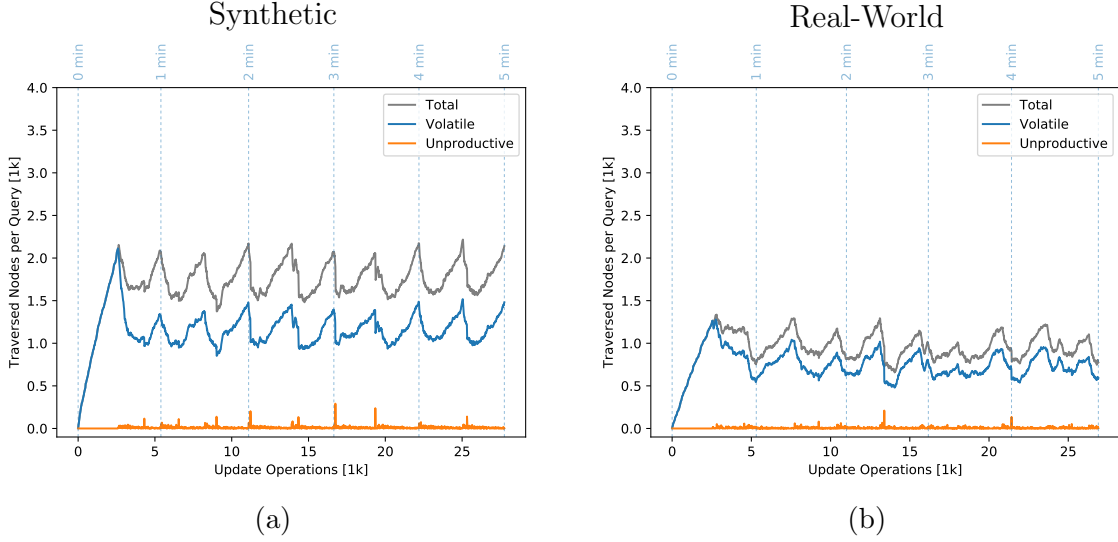 Synthetic
0 min
1 min
2 min
3 min
4 min
5 min
4.0
3.5
3.0
2.5
2.0
1.5
1.0
0.5
0.0
Traversed Nodes per Query [1k]
Total
Volatile
Unproductive
0
5
10
15
20
25
Update Operations [1k]
(a)
Real-World
0 min
1 min
2 min
3 min
4 min
5 min
4.0
3.5
3.0
2.5
2.0
1.5
1.0
0.5
0.0
Traversed Nodes per Query [1k]
Total
Volatile
Unproductive
0
5
10
15
20
25
Update Operations [1k]
(b)